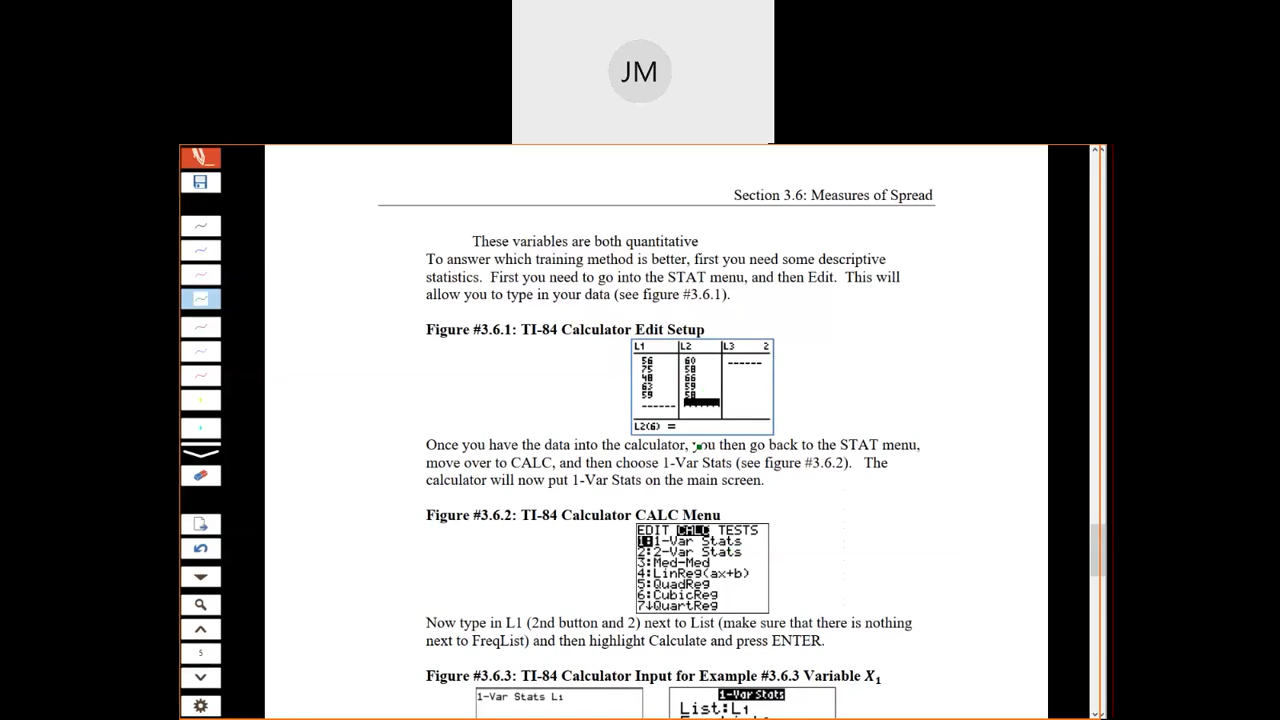 JM
Section 3.6: Measures of Spread
These variables are both quantitative
To answer which training method is better, first you need some descriptive
statistics.  First you need to go into the STAT menu, and then Edit.  This will
allow you to type in your data (see figure #3.6.1).
Figure #3.6.1: TI-84 Calculator Edit Setup
L1 L2 L3 2
56 60 ------
75 58
48 66
63 59
59 58
------
L2(6) =
Once you have the data into the calculator, you then go back to the STAT menu,
move over to CALC, and then choose 1-Var Stats (see figure #3.6.2).   The
calculator will now put 1-Var Stats on the main screen.
Figure #3.6.2: TI-84 Calculator CALC Menu
EDIT CALC TESTS
1:1-Var Stats
2:2-Var Stats
3:Med-Med
4:LinReg(ax+b)
5:QuadReg
6:CubicReg
7↓QuartReg
Now type in L1 (2nd button and 2) next to List (make sure that there is nothing
next to FreqList) and then highlight Calculate and press ENTER.
5
Figure #3.6.3: TI-84 Calculator Input for Example #3.6.3 Variable X₁
1-Var Stats L₁
1-Var Stats
List:L₁